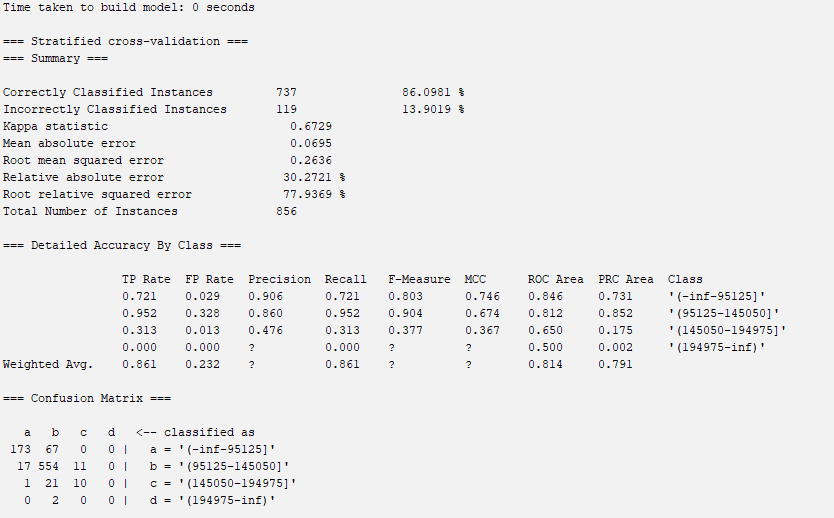 Time taken to build model: 0 seconds
=== Stratified cross-validation ===
=== Summary ===
Correctly Classified Instances         737               86.0981 %
Incorrectly Classified Instances       119               13.9019 %
Kappa statistic                          0.6729
Mean absolute error                      0.0695
Root mean squared error                  0.2636
Relative absolute error                 30.2721 %
Root relative squared error             77.9369 %
Total Number of Instances              856
=== Detailed Accuracy By Class ===
                 TP Rate  FP Rate  Precision  Recall   F-Measure  MCC      ROC Area  PRC Area  Class
                 0.721    0.029    0.906      0.721    0.803      0.746    0.846     0.731     '(-inf-95125]'
                 0.952    0.328    0.860      0.952    0.904      0.674    0.812     0.852     '(95125-145050]'
                 0.313    0.013    0.476      0.313    0.377      0.367    0.650     0.175     '(145050-194975]'
                 0.000    0.000    ?          0.000    ?          ?        0.500     0.002     '(194975-inf)'
Weighted Avg.    0.861    0.232    ?          0.861    ?          ?        0.814     0.791
=== Confusion Matrix ===
   a   b   c   d   <-- classified as
 173  67   0   0 |   a = '(-inf-95125]'
  17 554  11   0 |   b = '(95125-145050]'
   1  21  10   0 |   c = '(145050-194975]'
   0   2   0   0 |   d = '(194975-inf)'